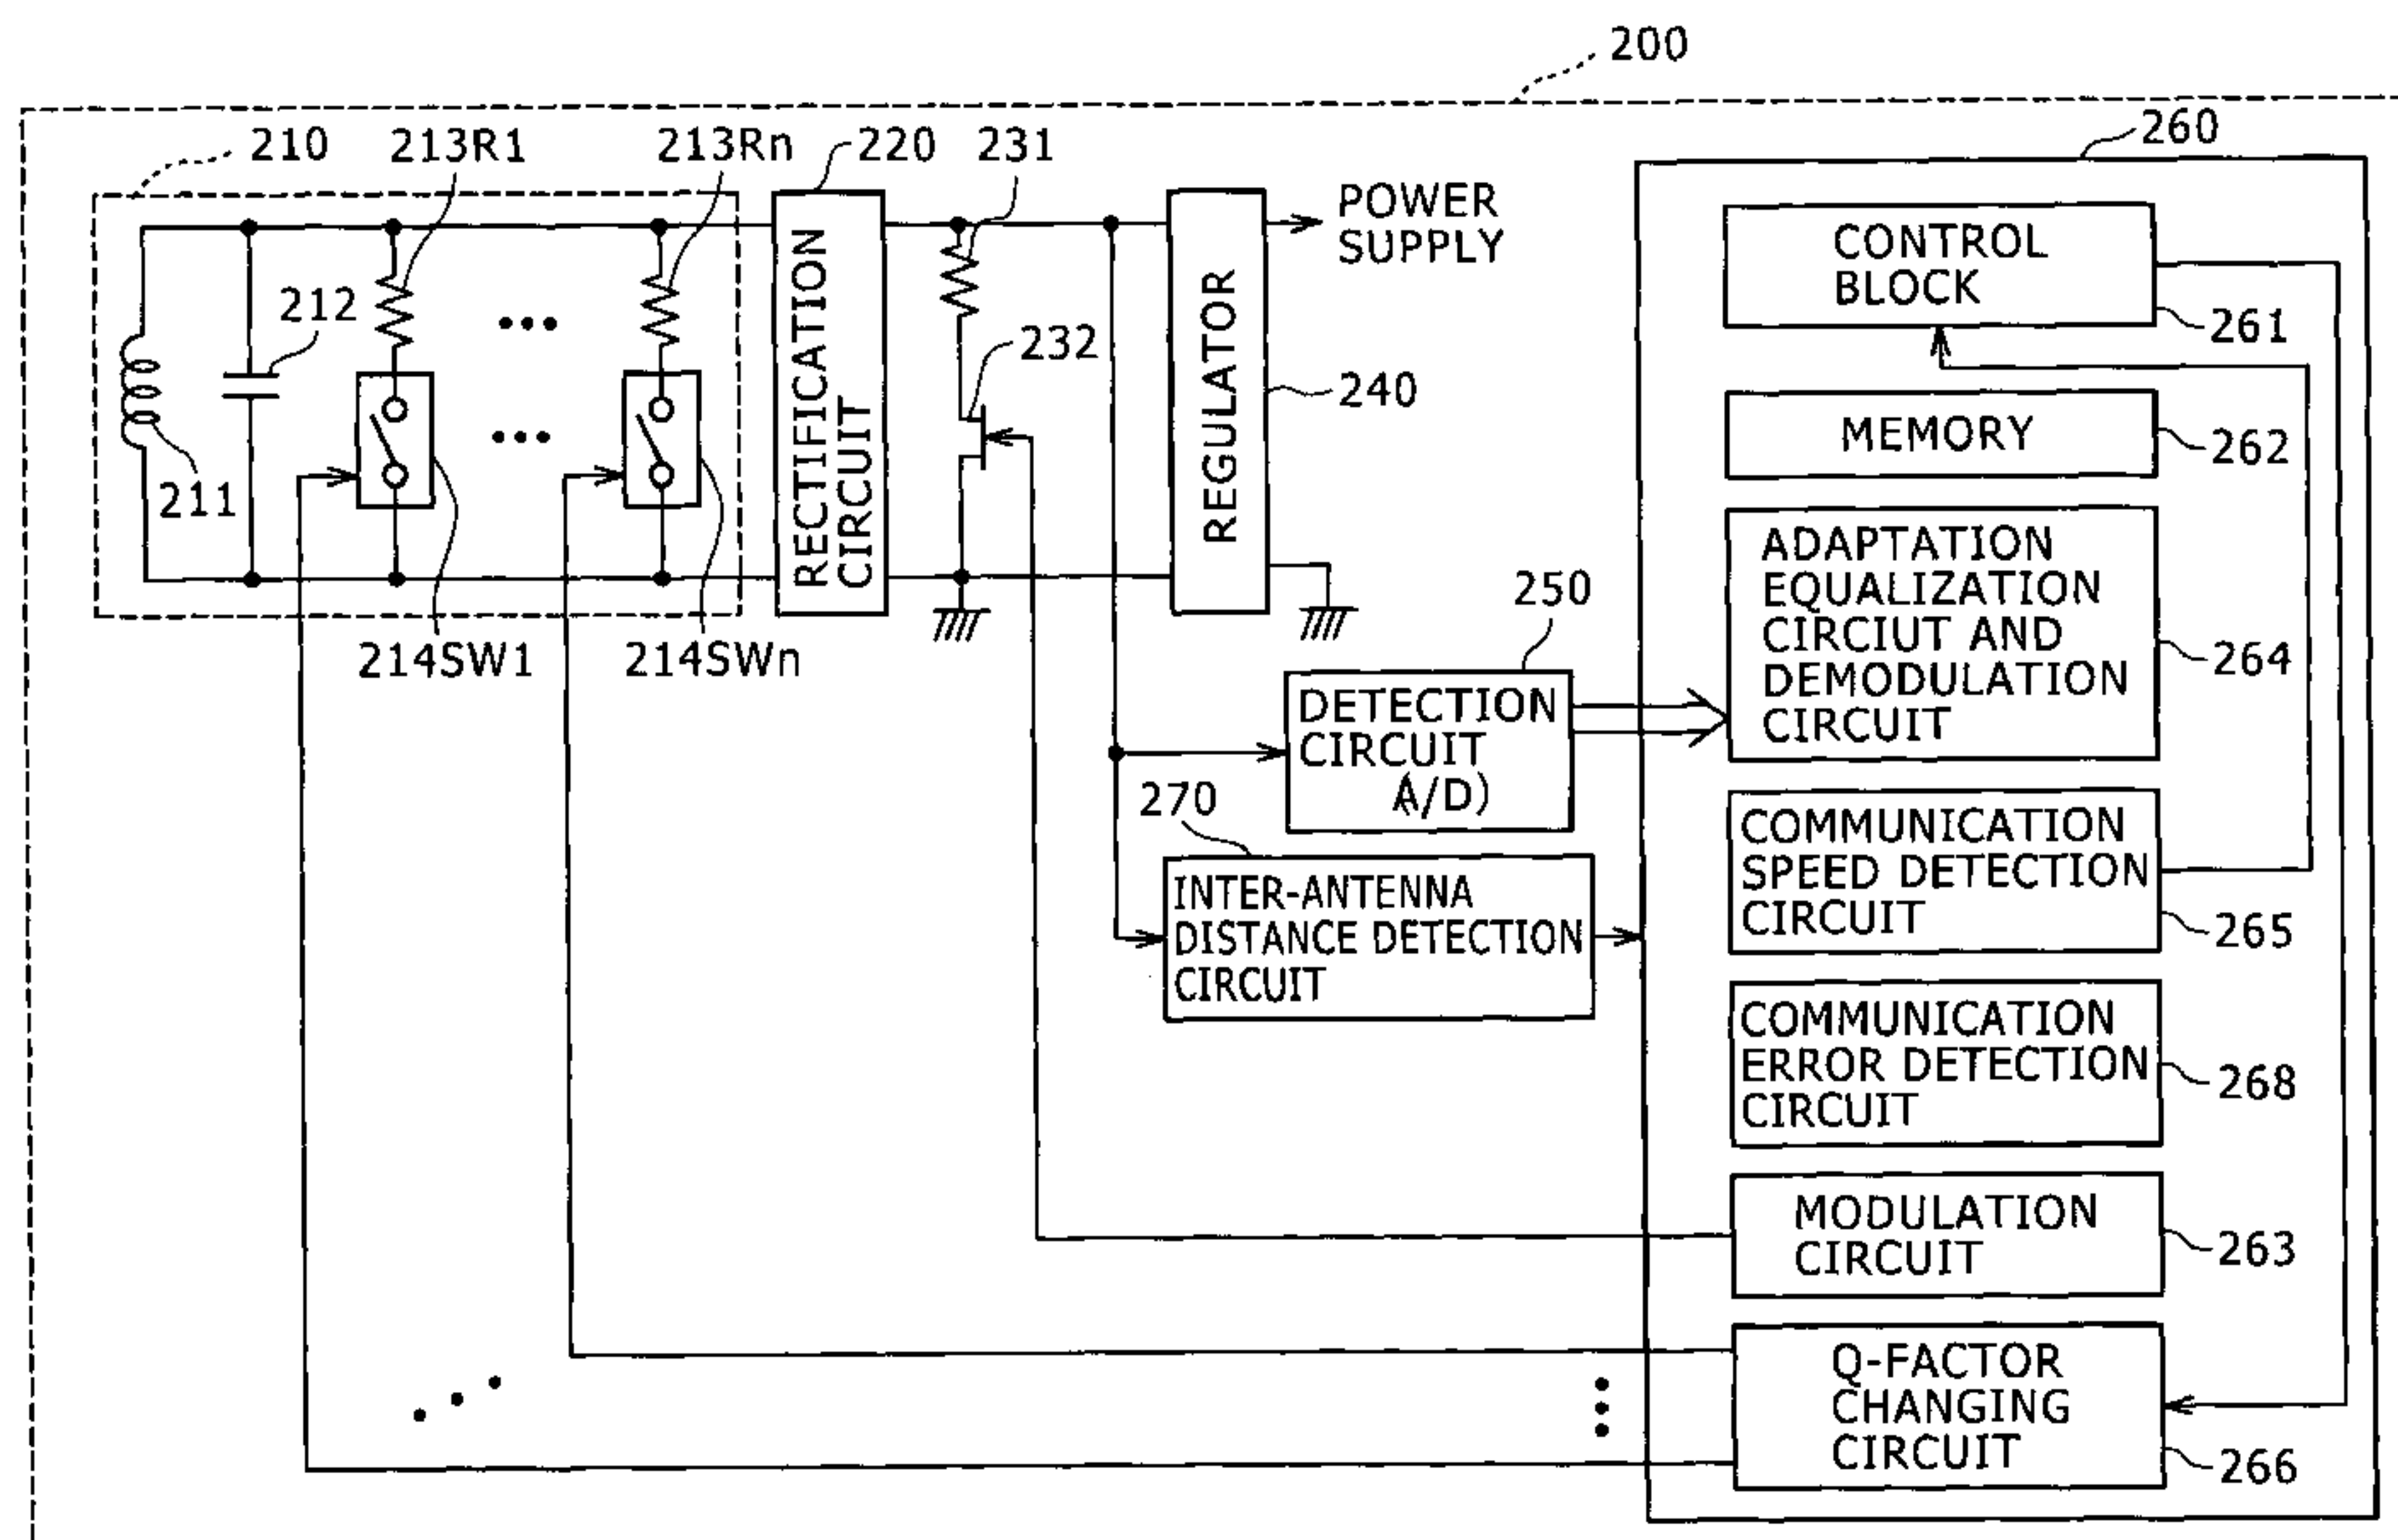 200
210
213R1
213Rn
220
231
260
POWER
SUPPLY
CONTROL
BLOCK
261
212
232
RECTIFICATION
CIRCUIT
REGULATOR
240
MEMORY
262
211
214SW1
214SWn
250
ADAPTATION
EQUALIZATION
CIRCIUT AND
DEMODULATION
CIRCUIT
264
DETECTION
CIRCUIT
(A/D)
270
INTER-ANTENNA
DISTANCE DETECTION
CIRCUIT
COMMUNICATION
SPEED DETECTION
CIRCUIT
265
COMMUNICATION
ERROR DETECTION
CIRCUIT
268
MODULATION
CIRCUIT
263
Q-FACTOR
CHANGING
CIRCUIT
266